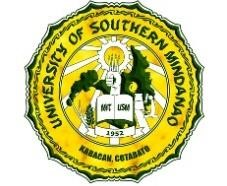 UNIVERSITY OF SOUTHERN MINDANAO
MIT USM
1952
KABACAN, COTABATO